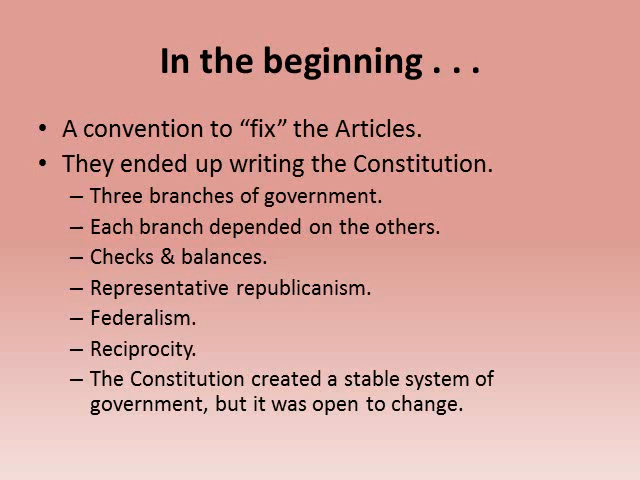 In the beginning . . .
• A convention to “fix” the Articles.
• They ended up writing the Constitution.
– Three branches of government.
– Each branch depended on the others.
– Checks & balances.
– Representative republicanism.
– Federalism.
– Reciprocity.
– The Constitution created a stable system of
government, but it was open to change.